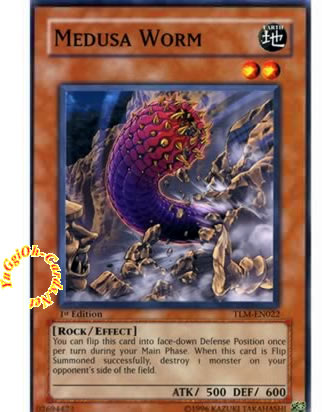 MEDUSA WORM
EARTH
地
1st Edition
TLM-EN022
[ROCK/EFFECT]
You can flip this card into face-down Defense Position once
per turn during your Main Phase. When this card is Flip
Summoned successfully, destroy 1 monster on your
opponent's side of the field.
ATK/ 500 DEF/ 600
©1996 KAZUKI TAKAHASHI